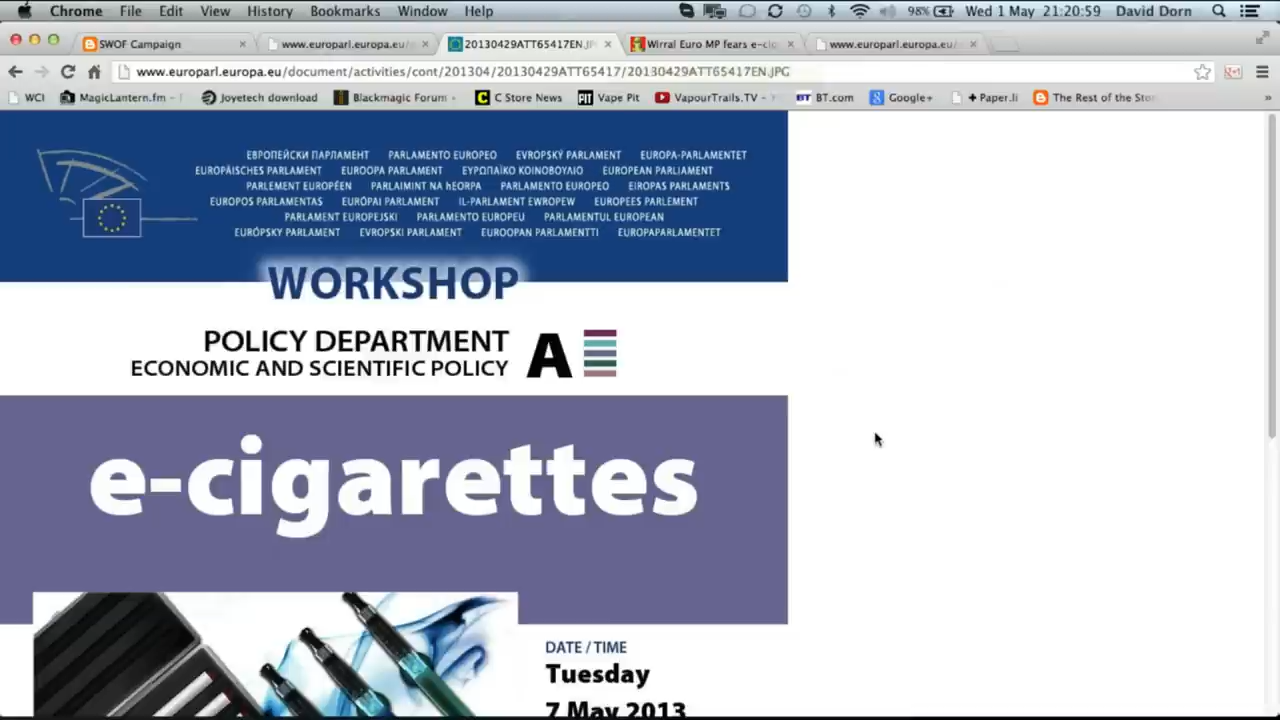 Chrome File Edit View History Bookmarks Window Help 98% Wed 1 May 21:20:59 David Dorn
SWOF Campaign www.europarl.europa.eu/ 20130429ATT65417EN.JP Wirral Euro MP fears e-cig www.europarl.europa.eu/
www.europarl.europa.eu/document/activities/cont/201304/20130429ATT65417/20130429ATT65417EN.JPG
WCI MagicLantern.fm - Joyetech download Blackmagic Forum - C Store News Vape Pit VapourTrails.TV - BT.com Google+ + Paper.li The Rest of the Sto
ЕВРОПЕЙСКИ ПАРЛАМЕНТ PARLAMENTO EUROPEO EVROPSKÝ PARLAMENT EUROPA-PARLAMENTET
EUROPÄISCHES PARLAMENT EUROOPA PARLAMENT ΕΥΡΩΠΑΪΚΟ ΚΟΙΝΟΒΟΥΛΙΟ EUROPEAN PARLIAMENT
PARLEMENT EUROPÉEN PARLAIMINT NA hEORPA PARLAMENTO EUROPEO EIROPAS PARLAMENTS
EUROPOS PARLAMENTAS EURÓPAI PARLAMENT IL-PARLAMENT EWROPEW EUROPEES PARLEMENT
PARLAMENT EUROPEJSKI PARLAMENTO EUROPEU PARLAMENTUL EUROPEAN
EURÓPSKY PARLAMENT EVROPSKI PARLAMENT EUROOPAN PARLAMENTTI EUROPAPARLAMENTET
WORKSHOP
POLICY DEPARTMENT
ECONOMIC AND SCIENTIFIC POLICY A
e-cigarettes
DATE / TIME
Tuesday
7 May 2013